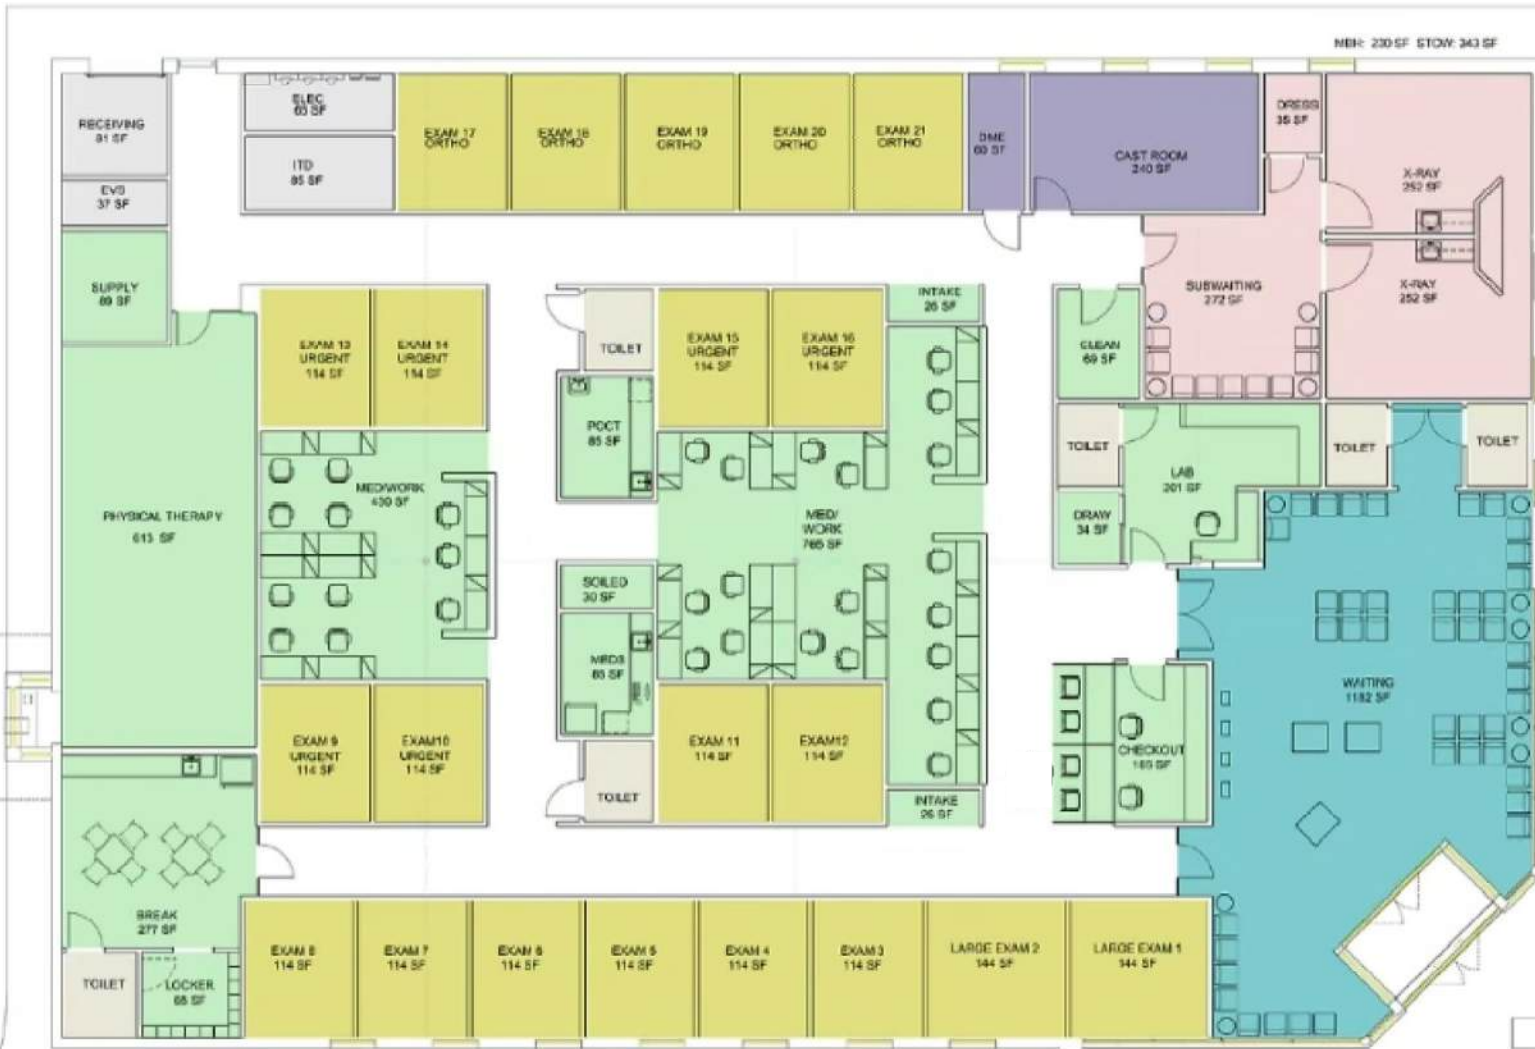 MBR: 230 SF STOW: 343 SF
RECEIVING
81 SF
EVS
37 SF
SUPPLY
89 SF
ELEC
63 SF
ITD
85 SF
EXAM 17
ORTHO
EXAM 18
ORTHO
EXAM 19
ORTHO
EXAM 20
ORTHO
EXAM 21
ORTHO
DME
60 SF
CAST ROOM
240 SF
DRESS
35 SF
X-RAY
252 SF
X-RAY
252 SF
SUBWAITING
272 SF
EXAM 13
URGENT
114 SF
EXAM 14
URGENT
114 SF
TOILET
EXAM 15
URGENT
114 SF
EXAM 16
URGENT
114 SF
INTAKE
26 SF
CLEAN
69 SF
POCT
85 SF
TOILET
LAB
201 SF
TOILET
TOILET
DRAW
34 SF
PHYSICAL THERAPY
613 SF
MED/WORK
439 SF
MED/
WORK
765 SF
SOILED
30 SF
MEDS
85 SF
WAITING
1182 SF
EXAM 9
URGENT
114 SF
EXAM10
URGENT
114 SF
TOILET
EXAM 11
114 SF
EXAM12
114 SF
INTAKE
26 SF
CHECKOUT
165 SF
BREAK
277 SF
TOILET
LOCKER
68 SF
EXAM 8
114 SF
EXAM 7
114 SF
EXAM 6
114 SF
EXAM 5
114 SF
EXAM 4
114 SF
EXAM 3
114 SF
LARGE EXAM 2
144 SF
LARGE EXAM 1
144 SF